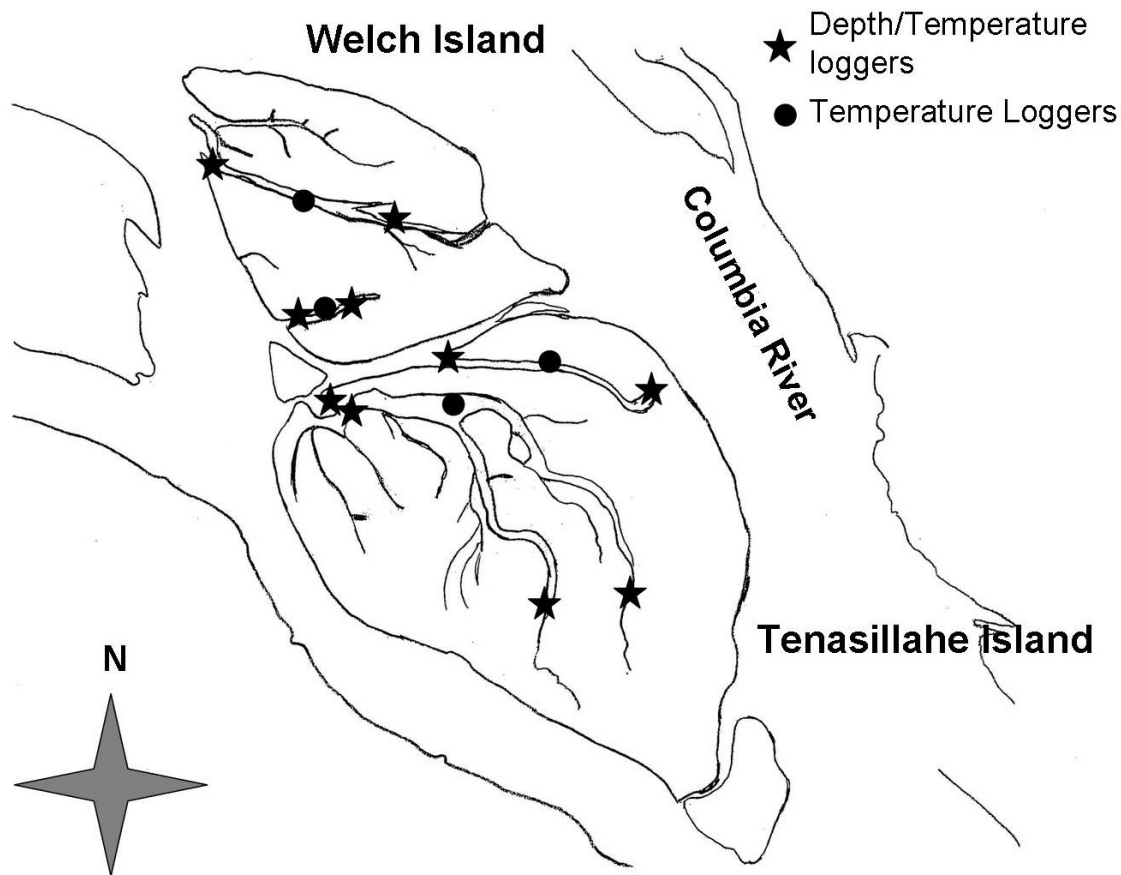 Welch Island
Depth/Temperature
loggers
Temperature Loggers
Columbia River
Tenasillahe Island
N